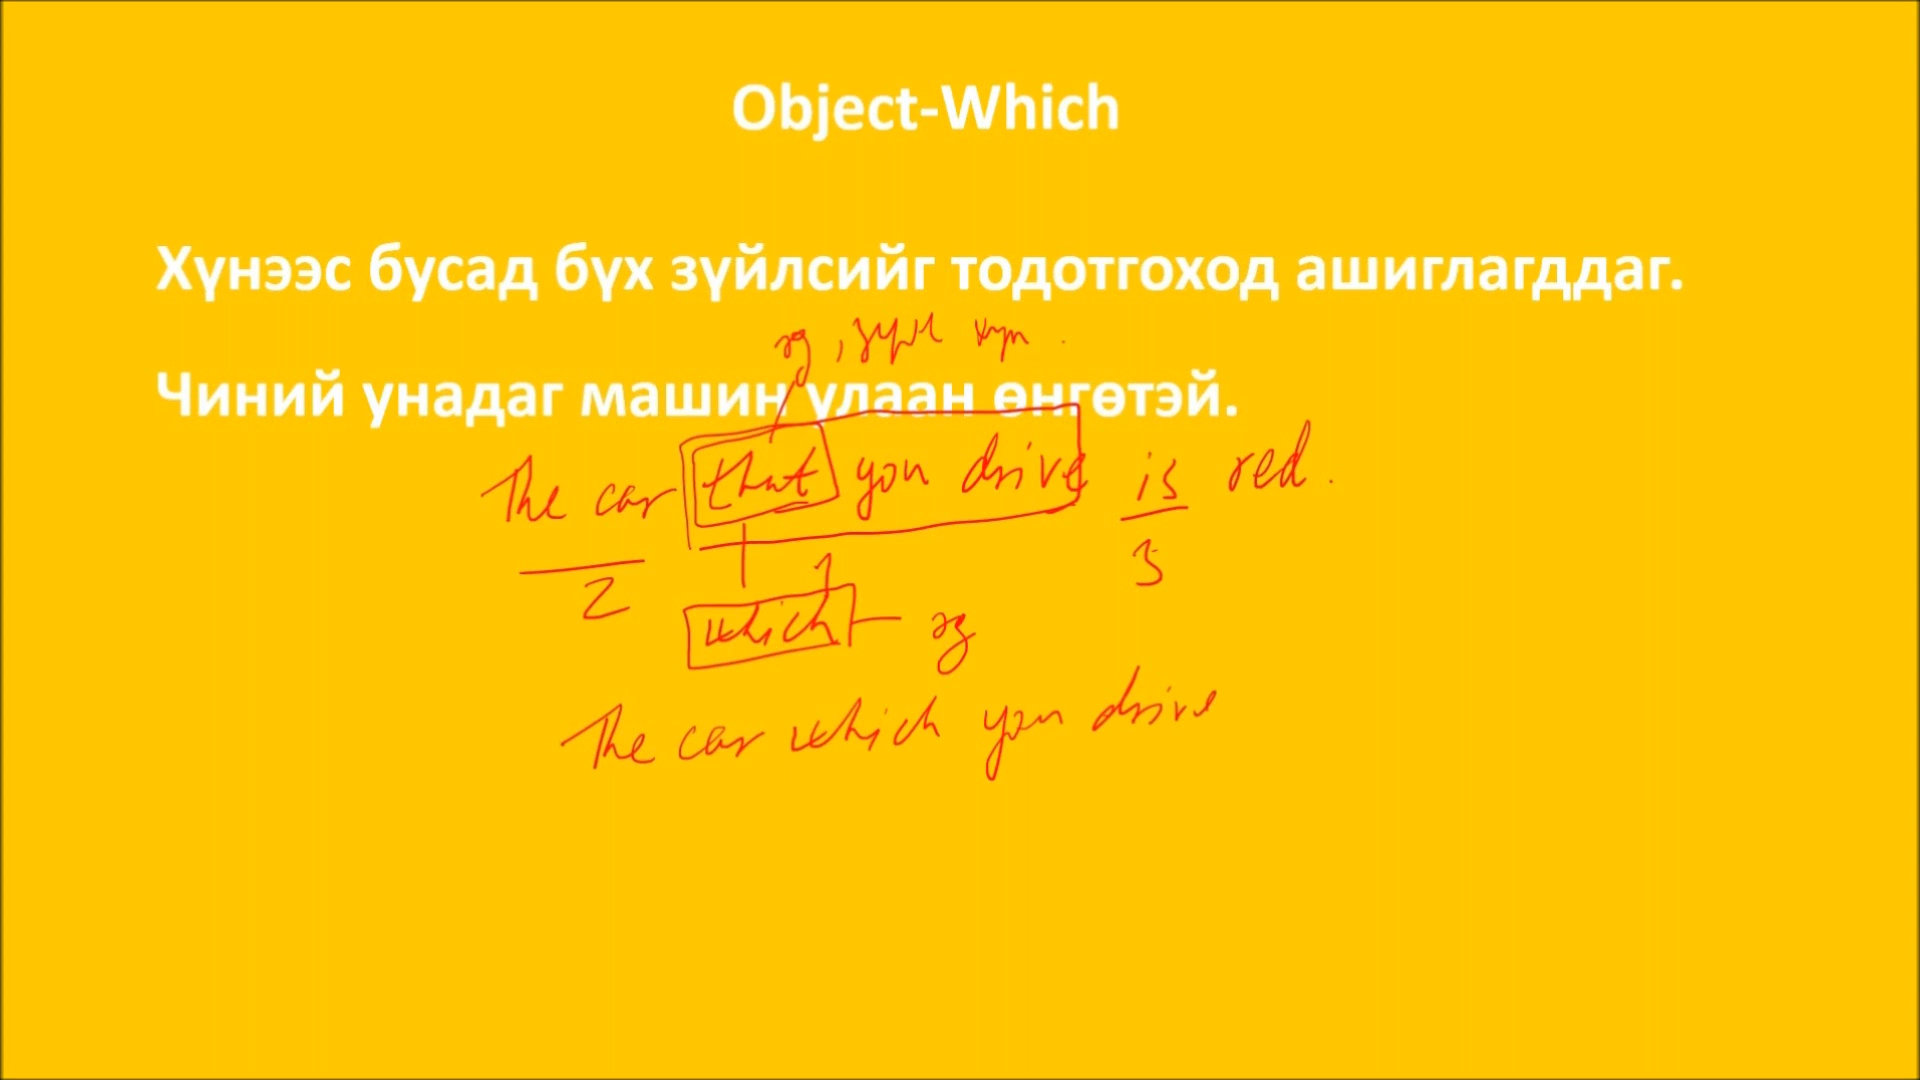 Object-Which
Хүнээс бусад бүх зүйлсийг тодотгоход ашиглагддаг.
эд, зүйл хүн.
Чиний унадаг машин улаан өнгөтэй.
The car that you drive is red.
2 1 3
which эд
The car which you drive